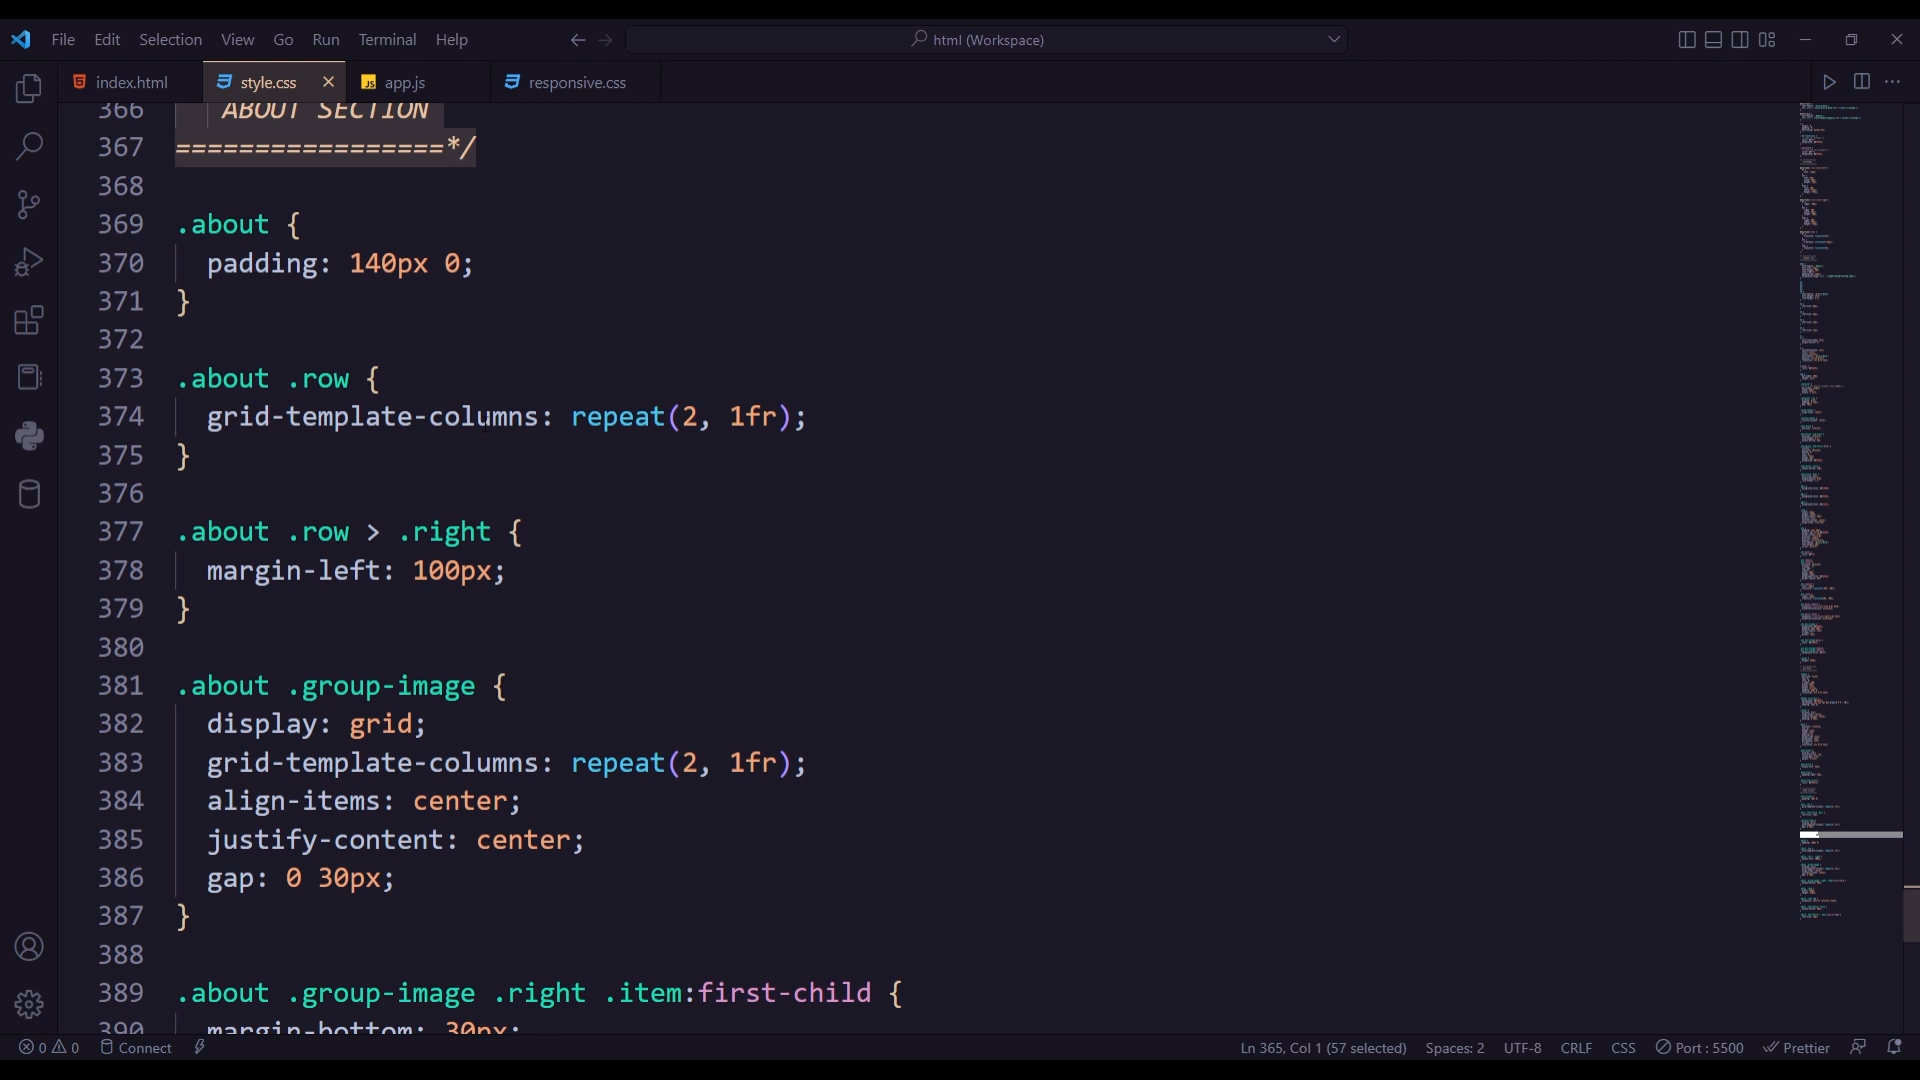 File Edit Selection View Go Run Terminal Help
html (Workspace)
index.html style.css app.js responsive.css
366 ABOUT SECTION
367 =================*/
368
369 .about {
370 padding: 140px 0;
371 }
372
373 .about .row {
374 grid-template-columns: repeat(2, 1fr);
375 }
376
377 .about .row > .right {
378 margin-left: 100px;
379 }
380
381 .about .group-image {
382 display: grid;
383 grid-template-columns: repeat(2, 1fr);
384 align-items: center;
385 justify-content: center;
386 gap: 0 30px;
387 }
388
389 .about .group-image .right .item:first-child {
390 margin-bottom: 30px;
0 0 Connect Ln 365, Col 1 (57 selected) Spaces: 2 UTF-8 CRLF CSS Port : 5500 Prettier